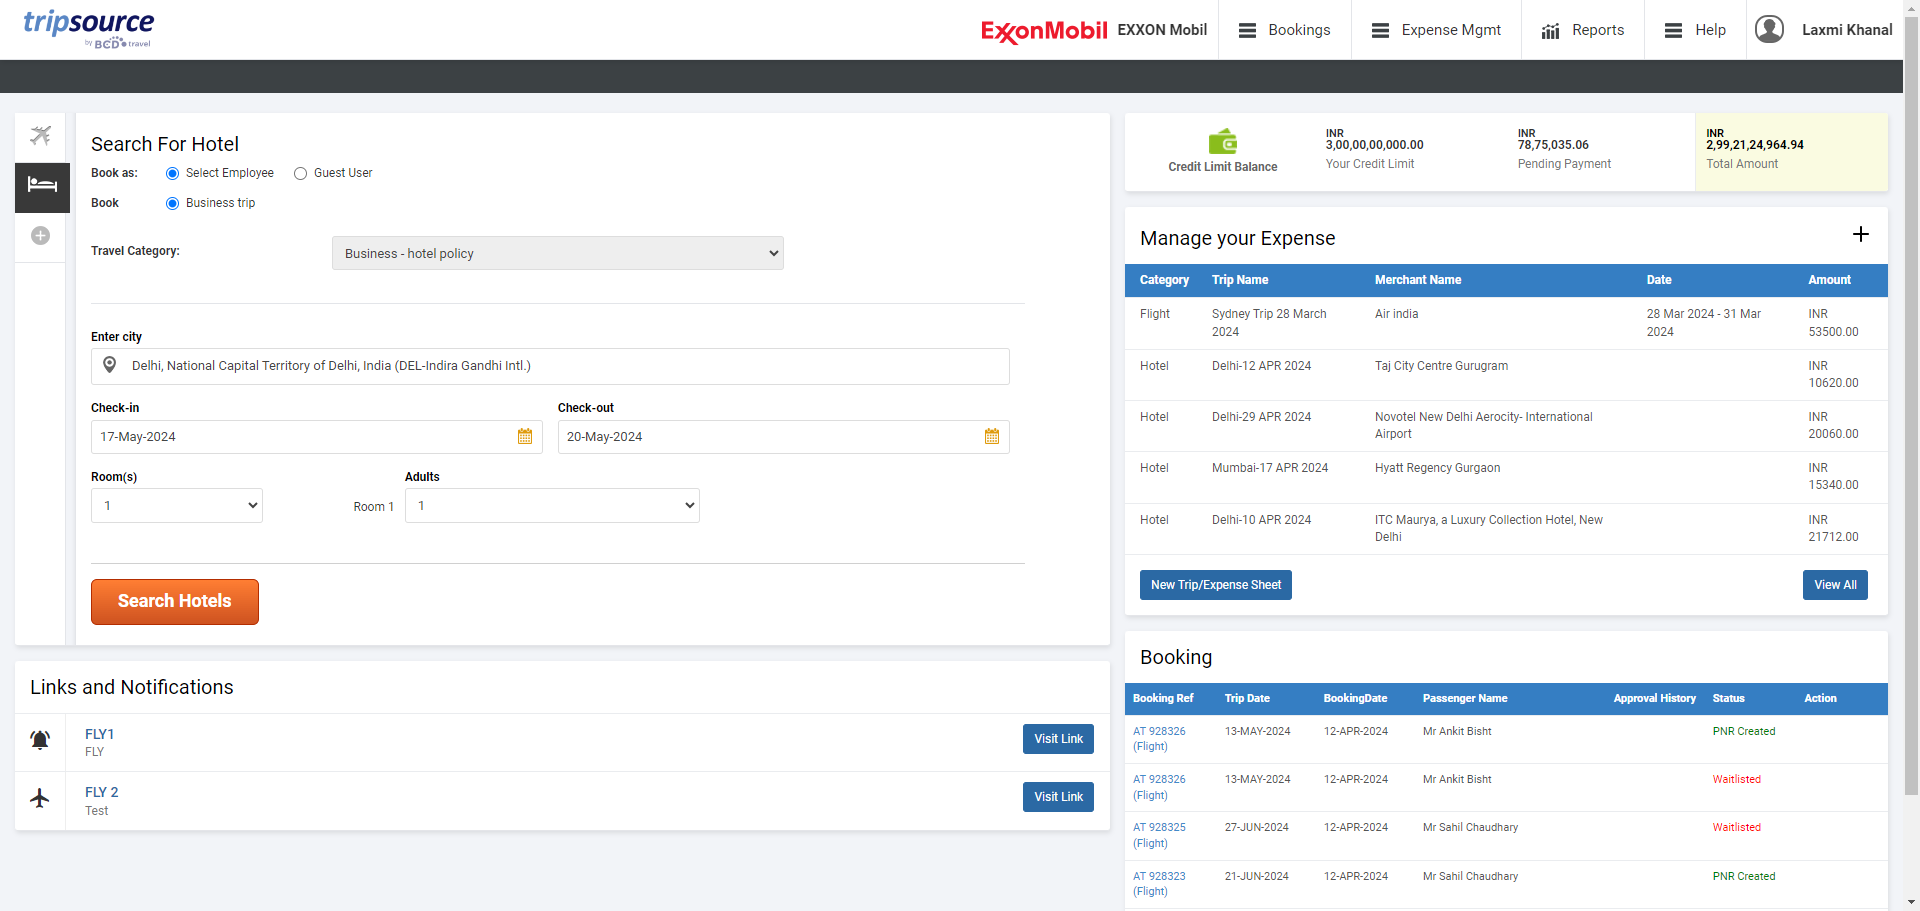 tripsource
by BCD travel
ExxonMobil EXXON Mobil
Bookings
Expense Mgmt
Reports
Help
Laxmi Khanal
Search For Hotel
Book as: Select Employee Guest User
Book Business trip
Travel Category: Business - hotel policy
Enter city
Delhi, National Capital Territory of Delhi, India (DEL-Indira Gandhi Intl.)
Check-in Check-out
17-May-2024 20-May-2024
Room(s) Adults
1 Room 1 1
Search Hotels
Links and Notifications
FLY1
FLY
Visit Link
FLY 2
Test
Visit Link
Credit Limit Balance
INR
3,00,00,00,000.00
Your Credit Limit
INR
78,75,035.06
Pending Payment
INR
2,99,21,24,964.94
Total Amount
Manage your Expense
Category Trip Name Merchant Name Date Amount
Flight Sydney Trip 28 March Air india 28 Mar 2024 - 31 Mar INR
2024 2024 53500.00
Hotel Delhi-12 APR 2024 Taj City Centre Gurugram INR
10620.00
Hotel Delhi-29 APR 2024 Novotel New Delhi Aerocity- International INR
Airport 20060.00
Hotel Mumbai-17 APR 2024 Hyatt Regency Gurgaon INR
15340.00
Hotel Delhi-10 APR 2024 ITC Maurya, a Luxury Collection Hotel, New INR
Delhi 21712.00
New Trip/Expense Sheet View All
Booking
Booking Ref Trip Date BookingDate Passenger Name Approval History Status Action
AT 928326 13-MAY-2024 12-APR-2024 Mr Ankit Bisht PNR Created
(Flight)
AT 928326 13-MAY-2024 12-APR-2024 Mr Ankit Bisht Waitlisted
(Flight)
AT 928325 27-JUN-2024 12-APR-2024 Mr Sahil Chaudhary Waitlisted
(Flight)
AT 928323 21-JUN-2024 12-APR-2024 Mr Sahil Chaudhary PNR Created
(Flight)